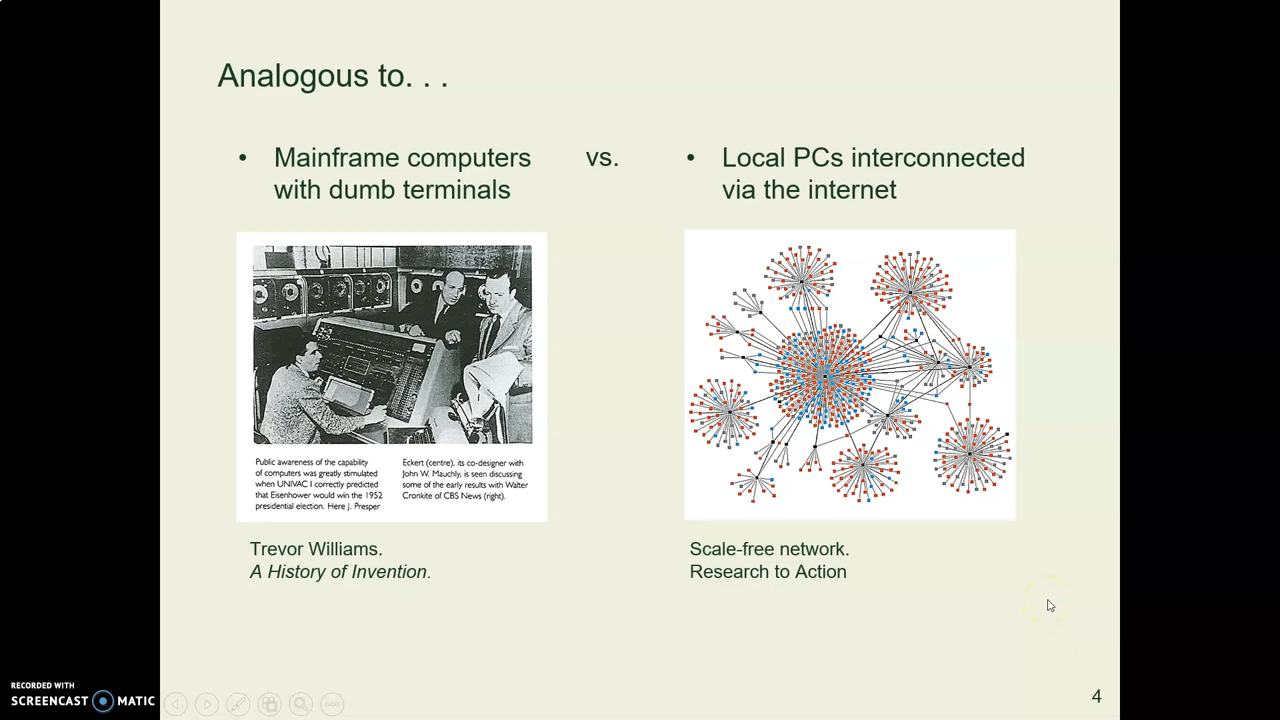 Analogous to. . .
• Mainframe computers
with dumb terminals
vs.
• Local PCs interconnected
via the internet
Public awareness of the capability
of computers was greatly stimulated
when UNIVAC I correctly predicted
that Eisenhower would win the 1952
presidential election. Here J. Presper
Eckert (centre), its co-designer with
John W. Mauchly, is seen discussing
some of the early results with Walter
Cronkite of CBS News (right).
Trevor Williams.
A History of Invention.
Scale-free network.
Research to Action
4
RECORDED WITH
SCREENCAST MATIC